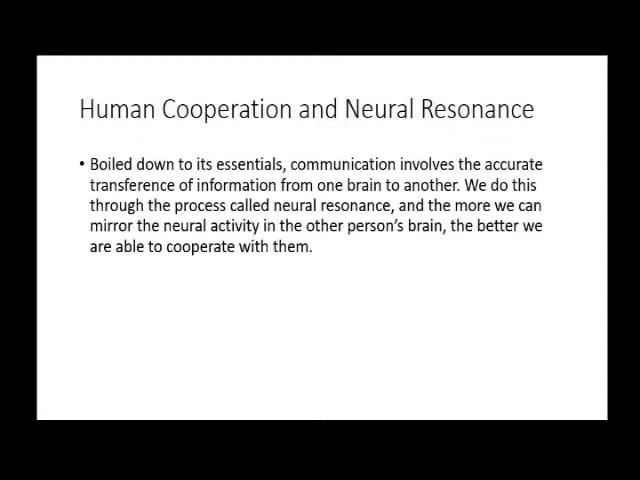 Human Cooperation and Neural Resonance
• Boiled down to its essentials, communication involves the accurate
transference of information from one brain to another. We do this
through the process called neural resonance, and the more we can
mirror the neural activity in the other person's brain, the better we
are able to cooperate with them.